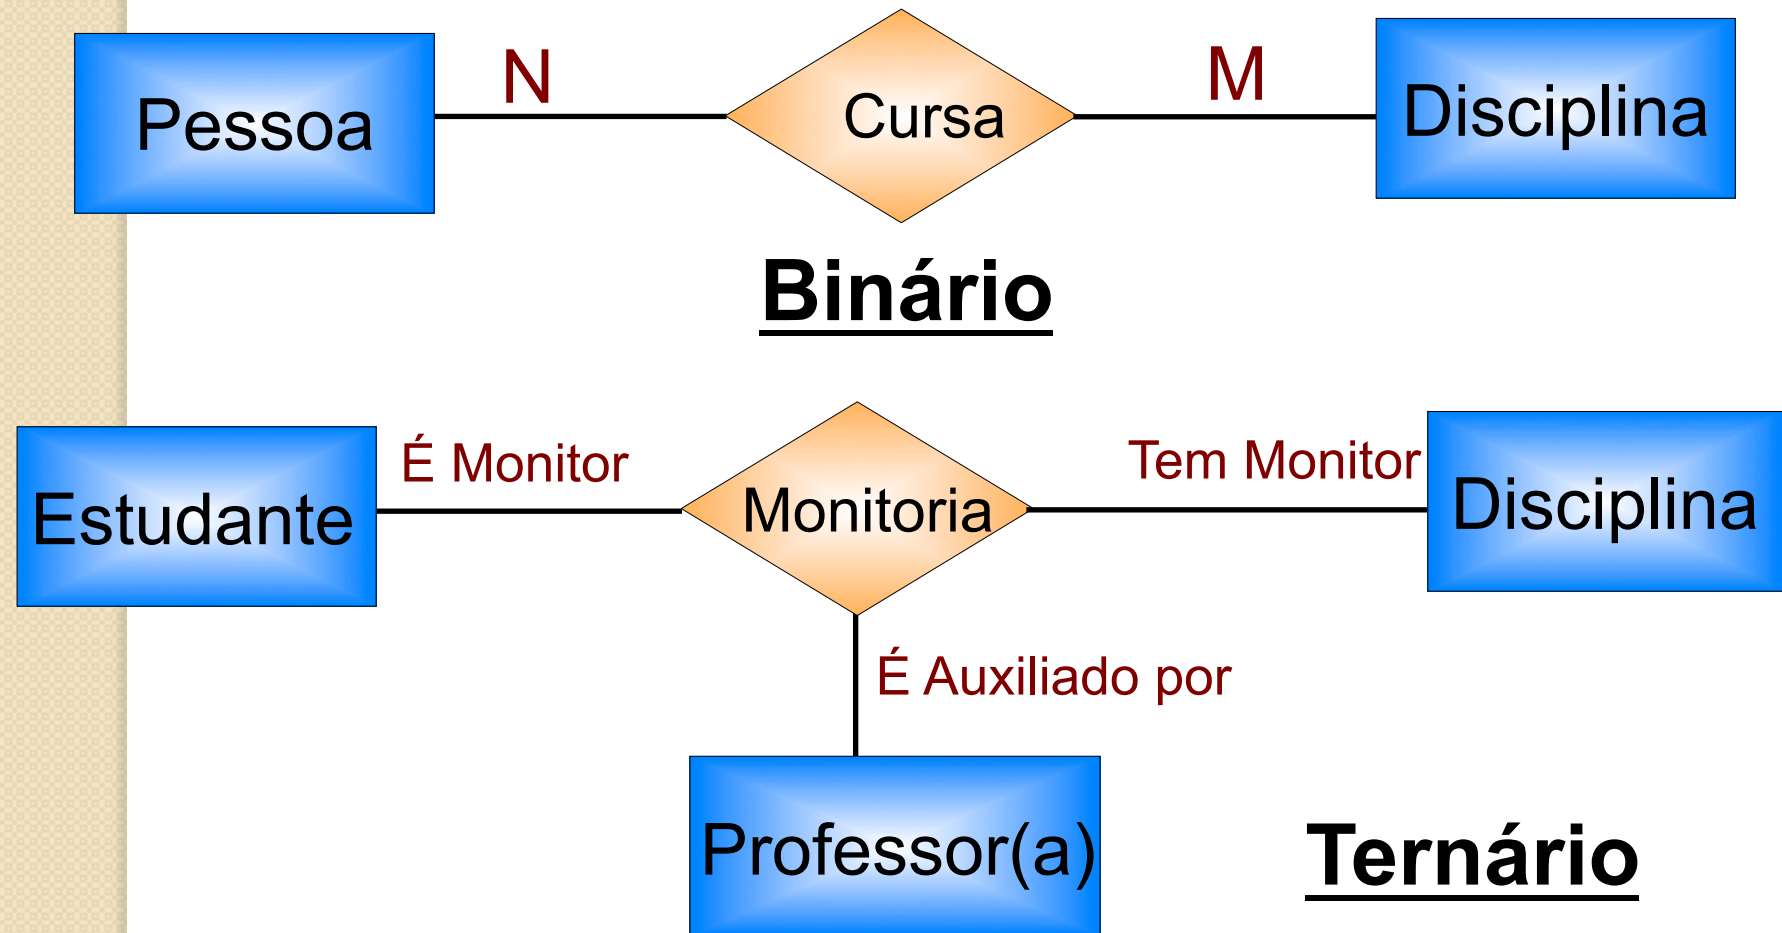 Pessoa
N
Cursa
M
Disciplina
Binário
Estudante
É Monitor
Monitoria
Tem Monitor
Disciplina
É Auxiliado por
Professor(a)
Ternário